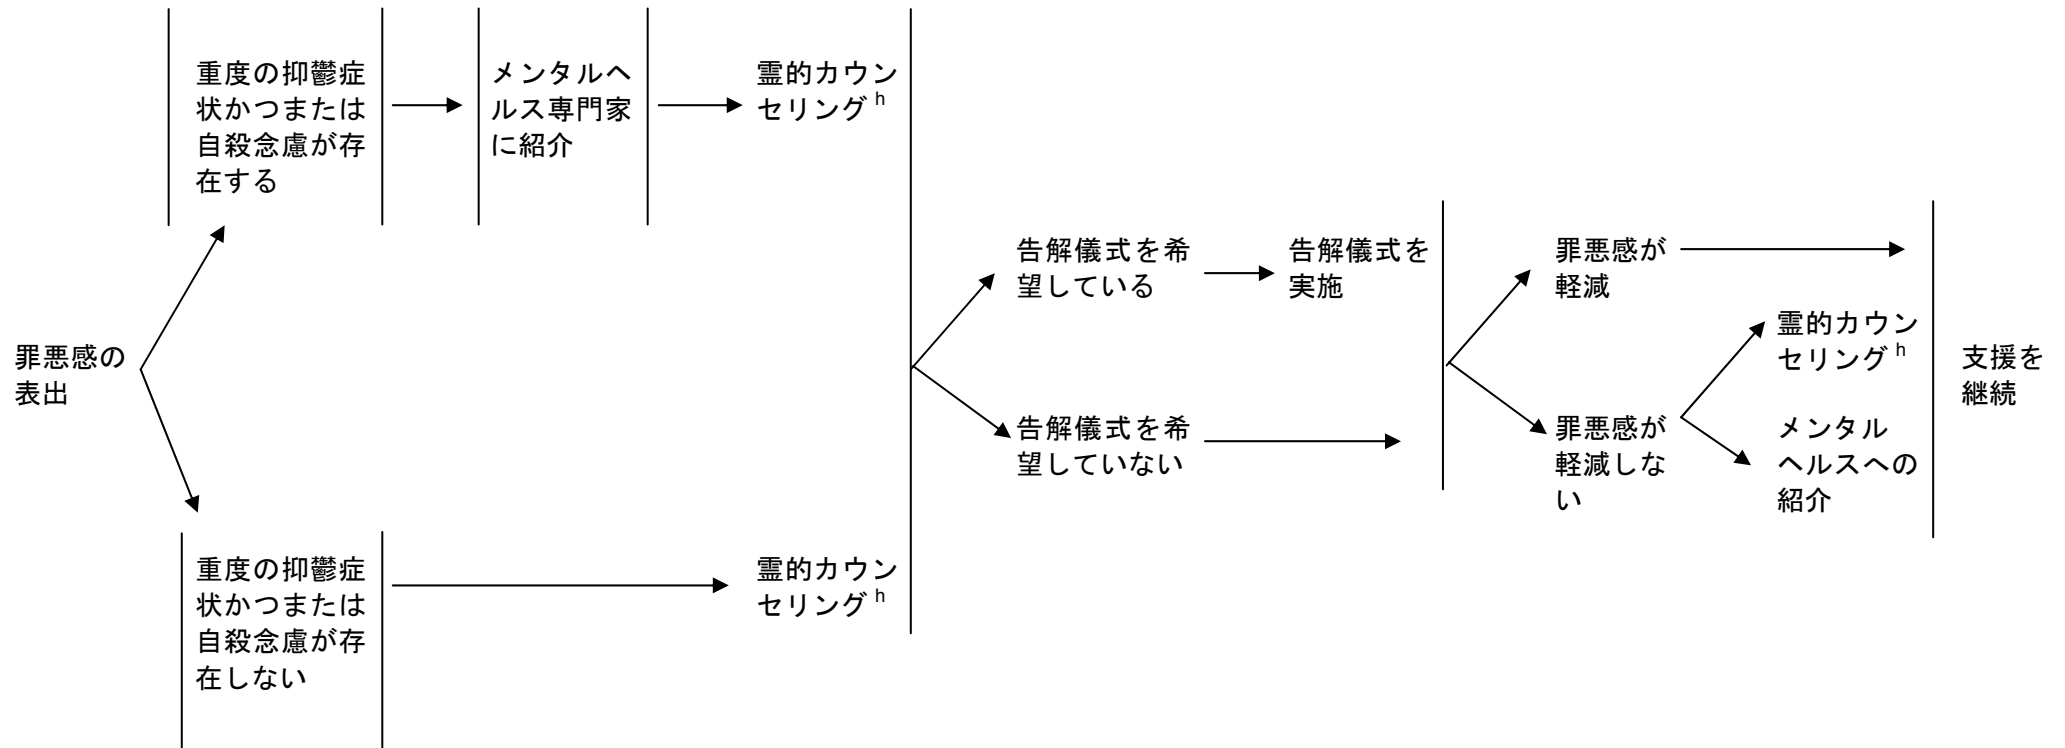 重度の抑鬱症
状かつまたは
自殺念慮が存
在する
メンタルヘ
ルス専門家
に紹介
霊的カウン
セリング h
告解儀式を希
望している
告解儀式を
実施
罪悪感が
軽減
霊的カウン
セリング h
罪悪感の
表出
支援を
継続
告解儀式を希
望していない
罪悪感が
軽減しな
い
メンタル
ヘルスへの
紹介
重度の抑鬱症
状かつまたは
自殺念慮が存
在しない
霊的カウン
セリング h